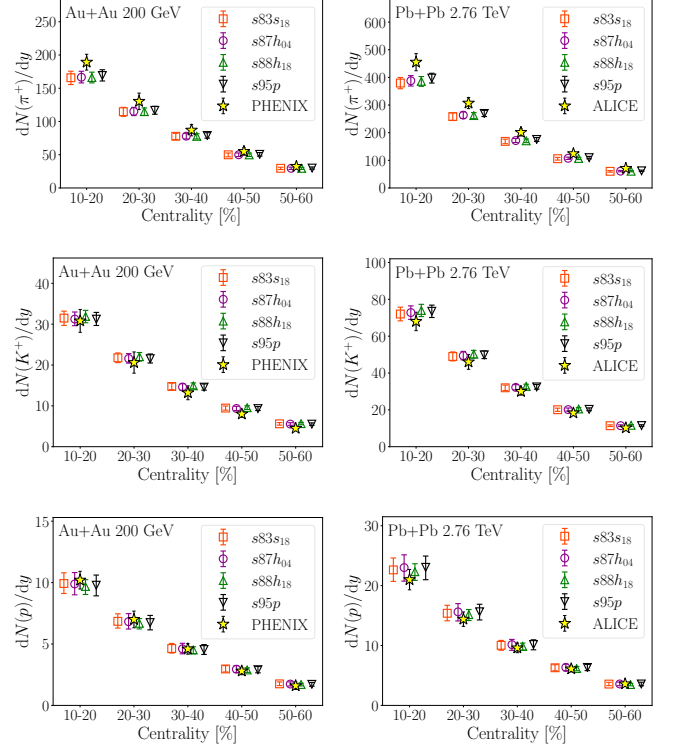 Au+Au 200 GeV
s83s₁₈
s87h₀₄
s88h₁₈
s95p
PHENIX
dN(π⁺)/dy
250
200
150
100
50
0
10-20 20-30 30-40 40-50 50-60
Centrality [%]
Pb+Pb 2.76 TeV
s83s₁₈
s87h₀₄
s88h₁₈
s95p
ALICE
dN(π⁺)/dy
600
500
400
300
200
100
0
10-20 20-30 30-40 40-50 50-60
Centrality [%]
Au+Au 200 GeV
s83s₁₈
s87h₀₄
s88h₁₈
s95p
PHENIX
dN(K⁺)/dy
40
30
20
10
0
10-20 20-30 30-40 40-50 50-60
Centrality [%]
Pb+Pb 2.76 TeV
s83s₁₈
s87h₀₄
s88h₁₈
s95p
ALICE
dN(K⁺)/dy
100
80
60
40
20
0
10-20 20-30 30-40 40-50 50-60
Centrality [%]
Au+Au 200 GeV
s83s₁₈
s87h₀₄
s88h₁₈
s95p
PHENIX
dN(p)/dy
15
10
5
0
10-20 20-30 30-40 40-50 50-60
Centrality [%]
Pb+Pb 2.76 TeV
s83s₁₈
s87h₀₄
s88h₁₈
s95p
ALICE
dN(p)/dy
30
20
10
0
10-20 20-30 30-40 40-50 50-60
Centrality [%]